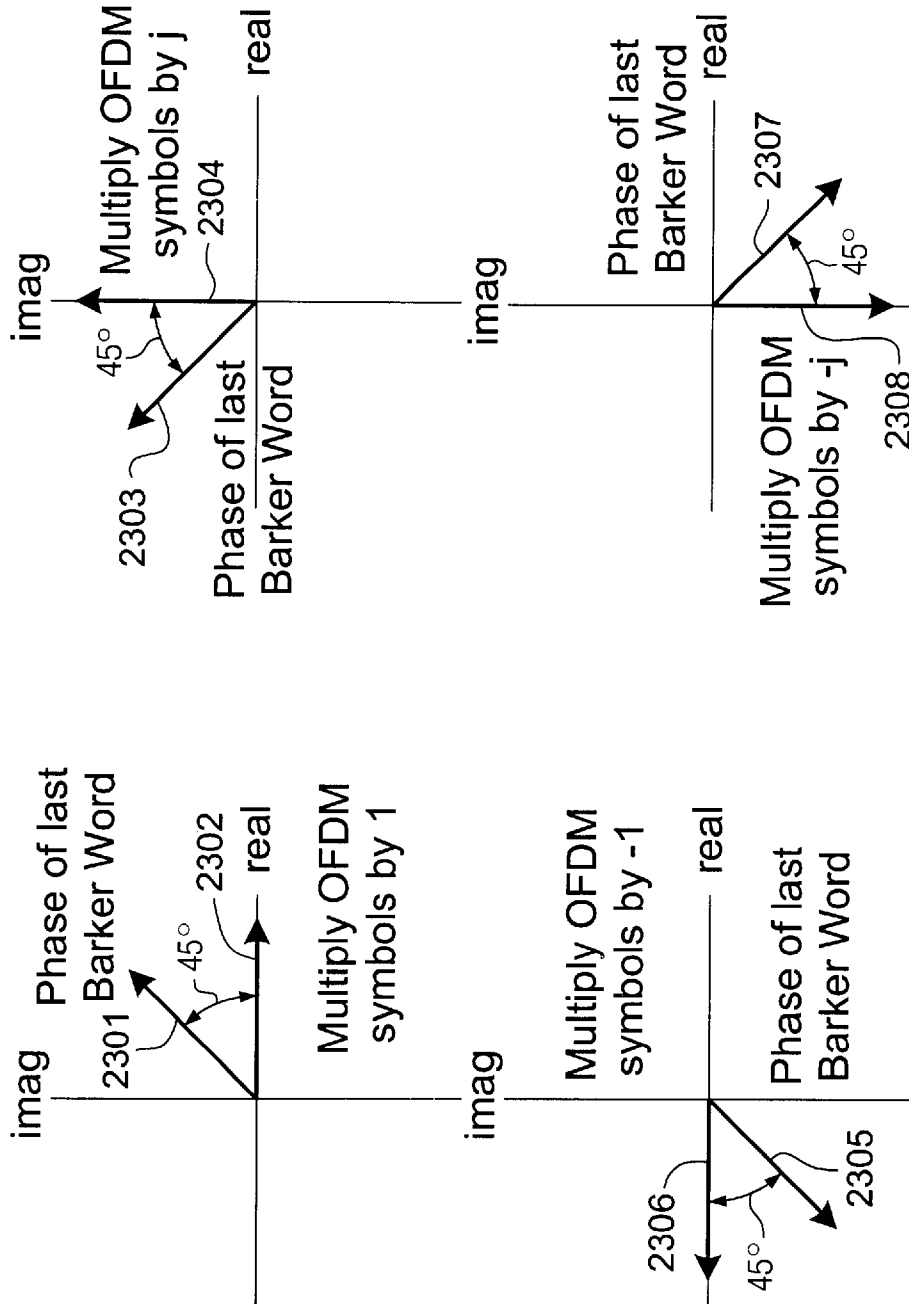 imag
Phase of last
Barker Word
2301
45°
2302
real
Multiply OFDM
symbols by 1
imag
Multiply OFDM
symbols by j
2304
45°
2303
real
Phase of last
Barker Word
imag
Multiply OFDM
symbols by -1
real
2306
45°
2305
Phase of last
Barker Word
imag
Phase of last
Barker Word
real
2307
45°
Multiply OFDM
symbols by -j
2308